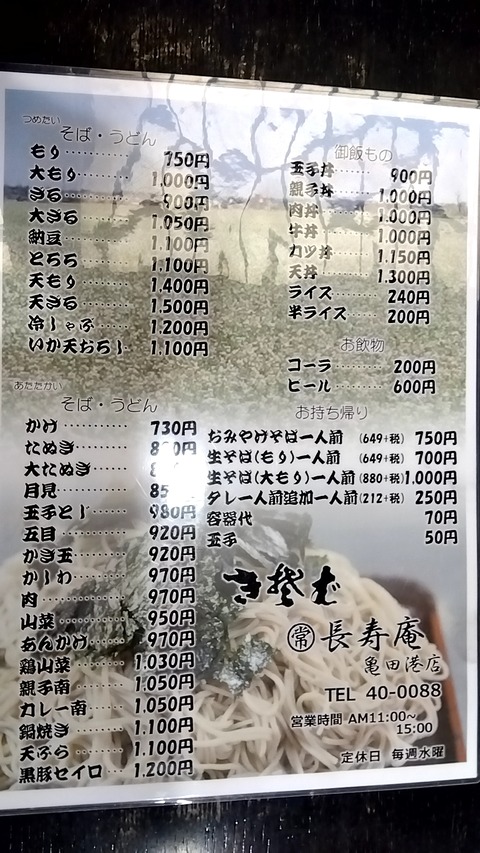 つめたい
そば・うどん
もり 750円
大もり 1.000円
ざる 900円
大ざる 1.050円
納豆 1.100円
とろろ 1.100円
天もり 1.400円
天ざる 1.500円
冷しゃぶ 1.200円
いか天おろし 1.100円
あたたかい
そば・うどん
かけ 730円
たぬき
大たぬき
月見
玉子とじ 980円
五目 920円
かき玉 920円
かしわ 970円
肉 970円
山菜 950円
あんかけ 970円
鶏山菜 1.030円
親子南 1.050円
カレー南 1.050円
鍋焼き 1.100円
天ぷら 1.100円
黒豚セイロ 1.200円
御飯もの
玉子丼 900円
親子丼 1.000円
肉丼 1.000円
牛丼 1.000円
カツ丼 1.150円
天丼 1.300円
ライス 240円
半ライス 200円
お飲物
コーラ 200円
ビール 600円
お持ち帰り
おみやげそば一人前 (649+税) 750円
生そば(もり)一人前 (649+税) 700円
生そば(大もり)一人前 (880+税) 1.000円
タレ一人前追加一人前 (212+税) 250円
容器代 70円
玉子 50円
常 長寿庵
亀田港店
TEL 40-0088
営業時間 AM11:00~
15:00
定休日 毎週水曜